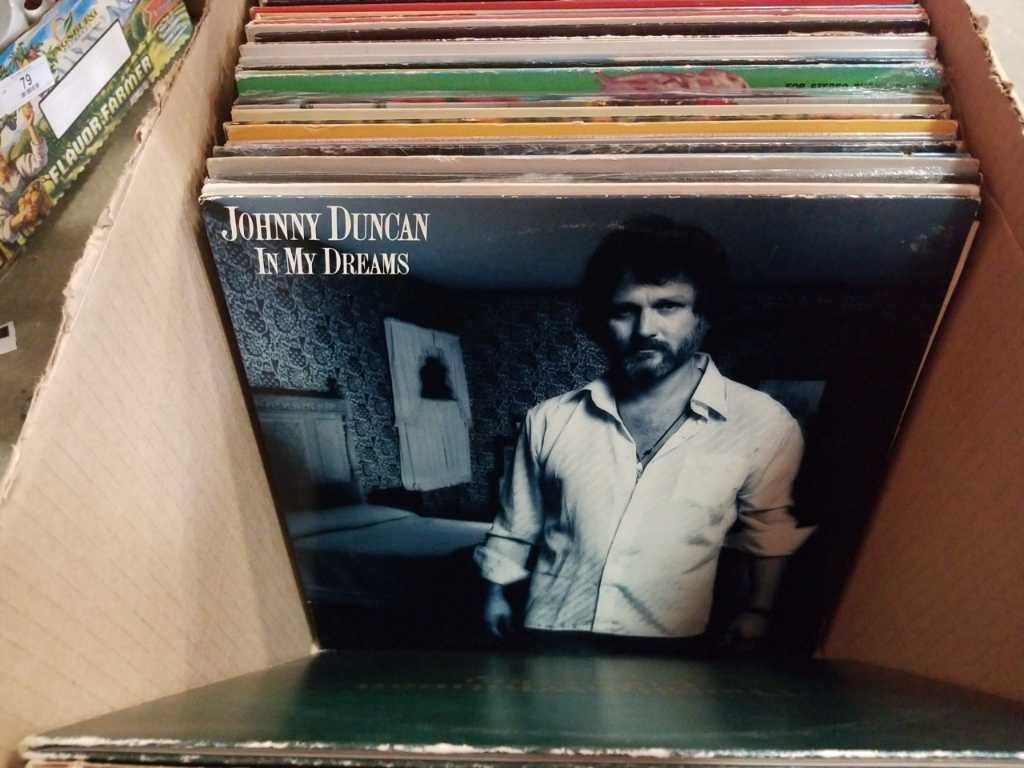 JOHNNY DUNCAN
IN MY DREAMS
79
FLAVOR FARMER